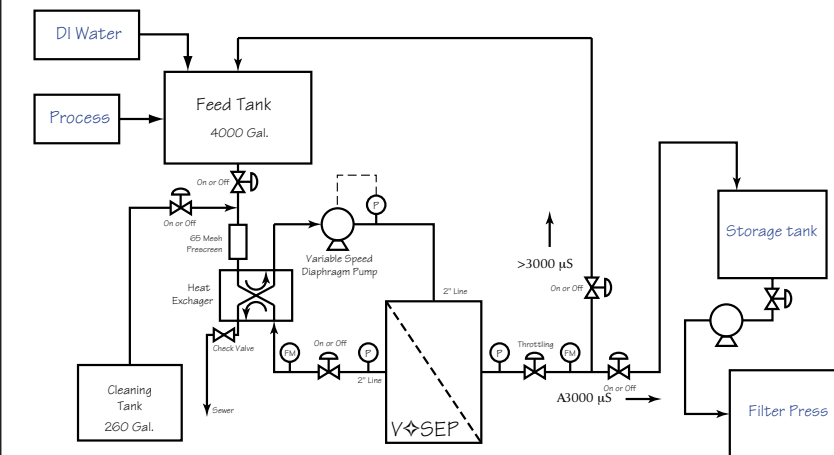 DI Water
Process
Feed Tank
4000 Gal.
On or Off
On or Off
65 Mesh
Prescreen
Heat
Exchager
Variable Speed
Diaphragm Pump
P
2" Line
>3000 µS
On or Off
Storage tank
Check Valve
FM
On or Off
P
2" Line
P
Throttling
FM
On or Off
A3000 µS
Sewer
Cleaning
Tank
260 Gal.
V✧SEP
Filter Press